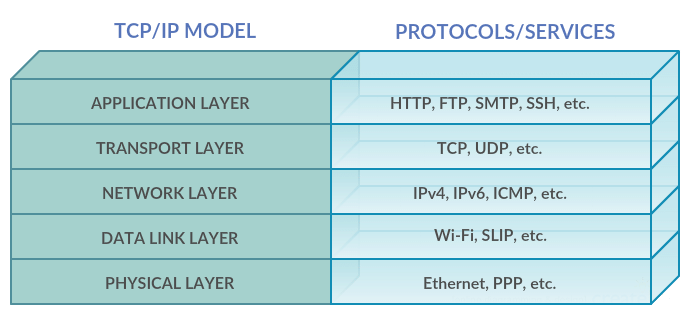 TCP/IP MODEL PROTOCOLS/SERVICES
APPLICATION LAYER HTTP, FTP, SMTP, SSH, etc.
TRANSPORT LAYER TCP, UDP, etc.
NETWORK LAYER IPv4, IPv6, ICMP, etc.
DATA LINK LAYER Wi-Fi, SLIP, etc.
PHYSICAL LAYER Ethernet, PPP, etc.